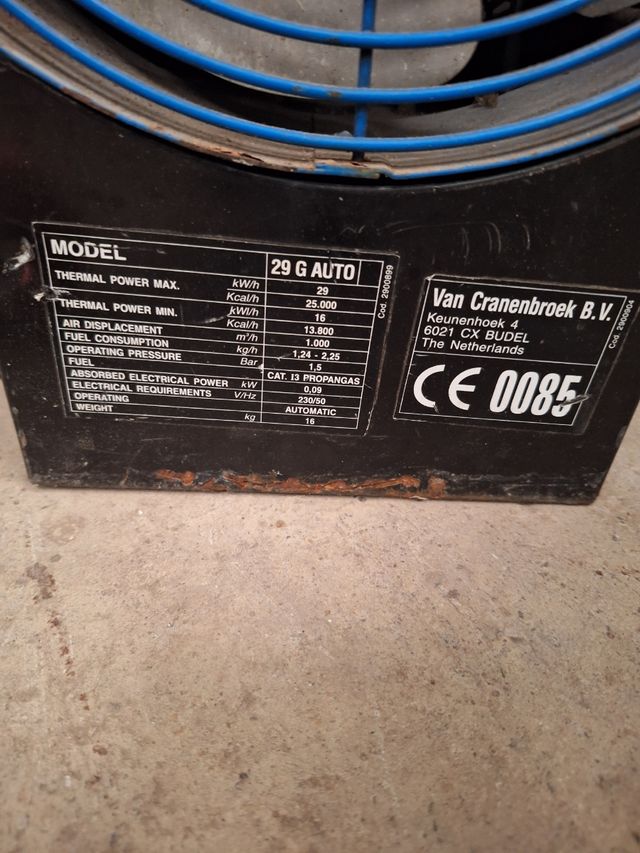 MODEL 29 G AUTO
THERMAL POWER MAX. kW/h 29
Kcal/h 25.000
THERMAL POWER MIN. kW/h 16
Kcal/h 13.800
AIR DISPLACEMENT m³/h 1.000
FUEL CONSUMPTION kg/h 1,24 - 2,25
OPERATING PRESSURE Bar 1,5
FUEL CAT. I3 PROPANGAS
ABSORBED ELECTRICAL POWER kW 0,09
ELECTRICAL REQUIREMENTS V/Hz 230/50
OPERATING AUTOMATIC
WEIGHT kg 16
Cod. 2900899
Van Cranenbroek B.V.
Keunenhoek 4
6021 CX BUDEL
The Netherlands
CE 0085
Cod. 2900904